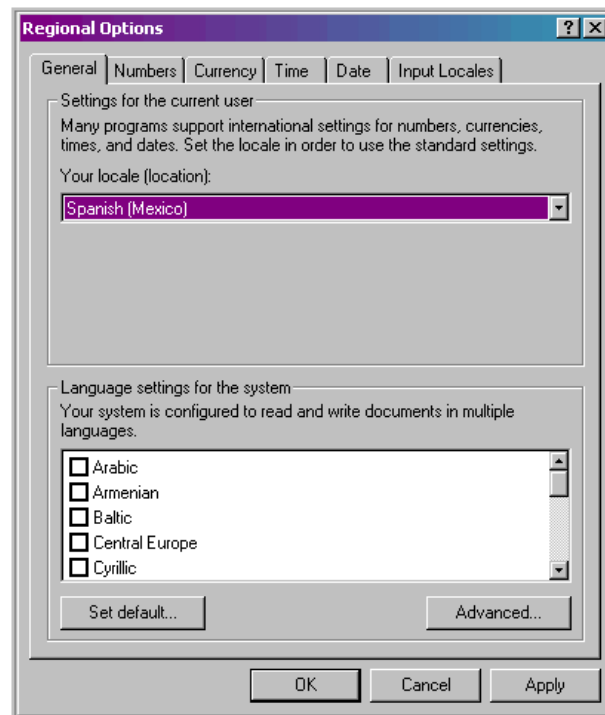 Regional Options
General Numbers Currency Time Date Input Locales
Settings for the current user
Many programs support international settings for numbers, currencies,
times, and dates. Set the locale in order to use the standard settings.
Your locale (location):
Spanish (Mexico)
Language settings for the system
Your system is configured to read and write documents in multiple
languages.
Arabic
Armenian
Baltic
Central Europe
Cyrillic
Set default... Advanced...
OK Cancel Apply